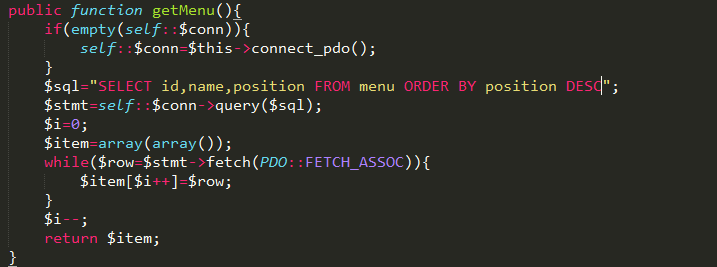 public function getMenu(){
if(empty(self::$conn)){
self::$conn=$this->connect_pdo();
}
$sql="SELECT id,name,position FROM menu ORDER BY position DESC";
$stmt=self::$conn->query($sql);
$i=0;
$item=array(array());
while($row=$stmt->fetch(PDO::FETCH_ASSOC)){
$item[$i++]=$row;
}
$i--;
return $item;
}